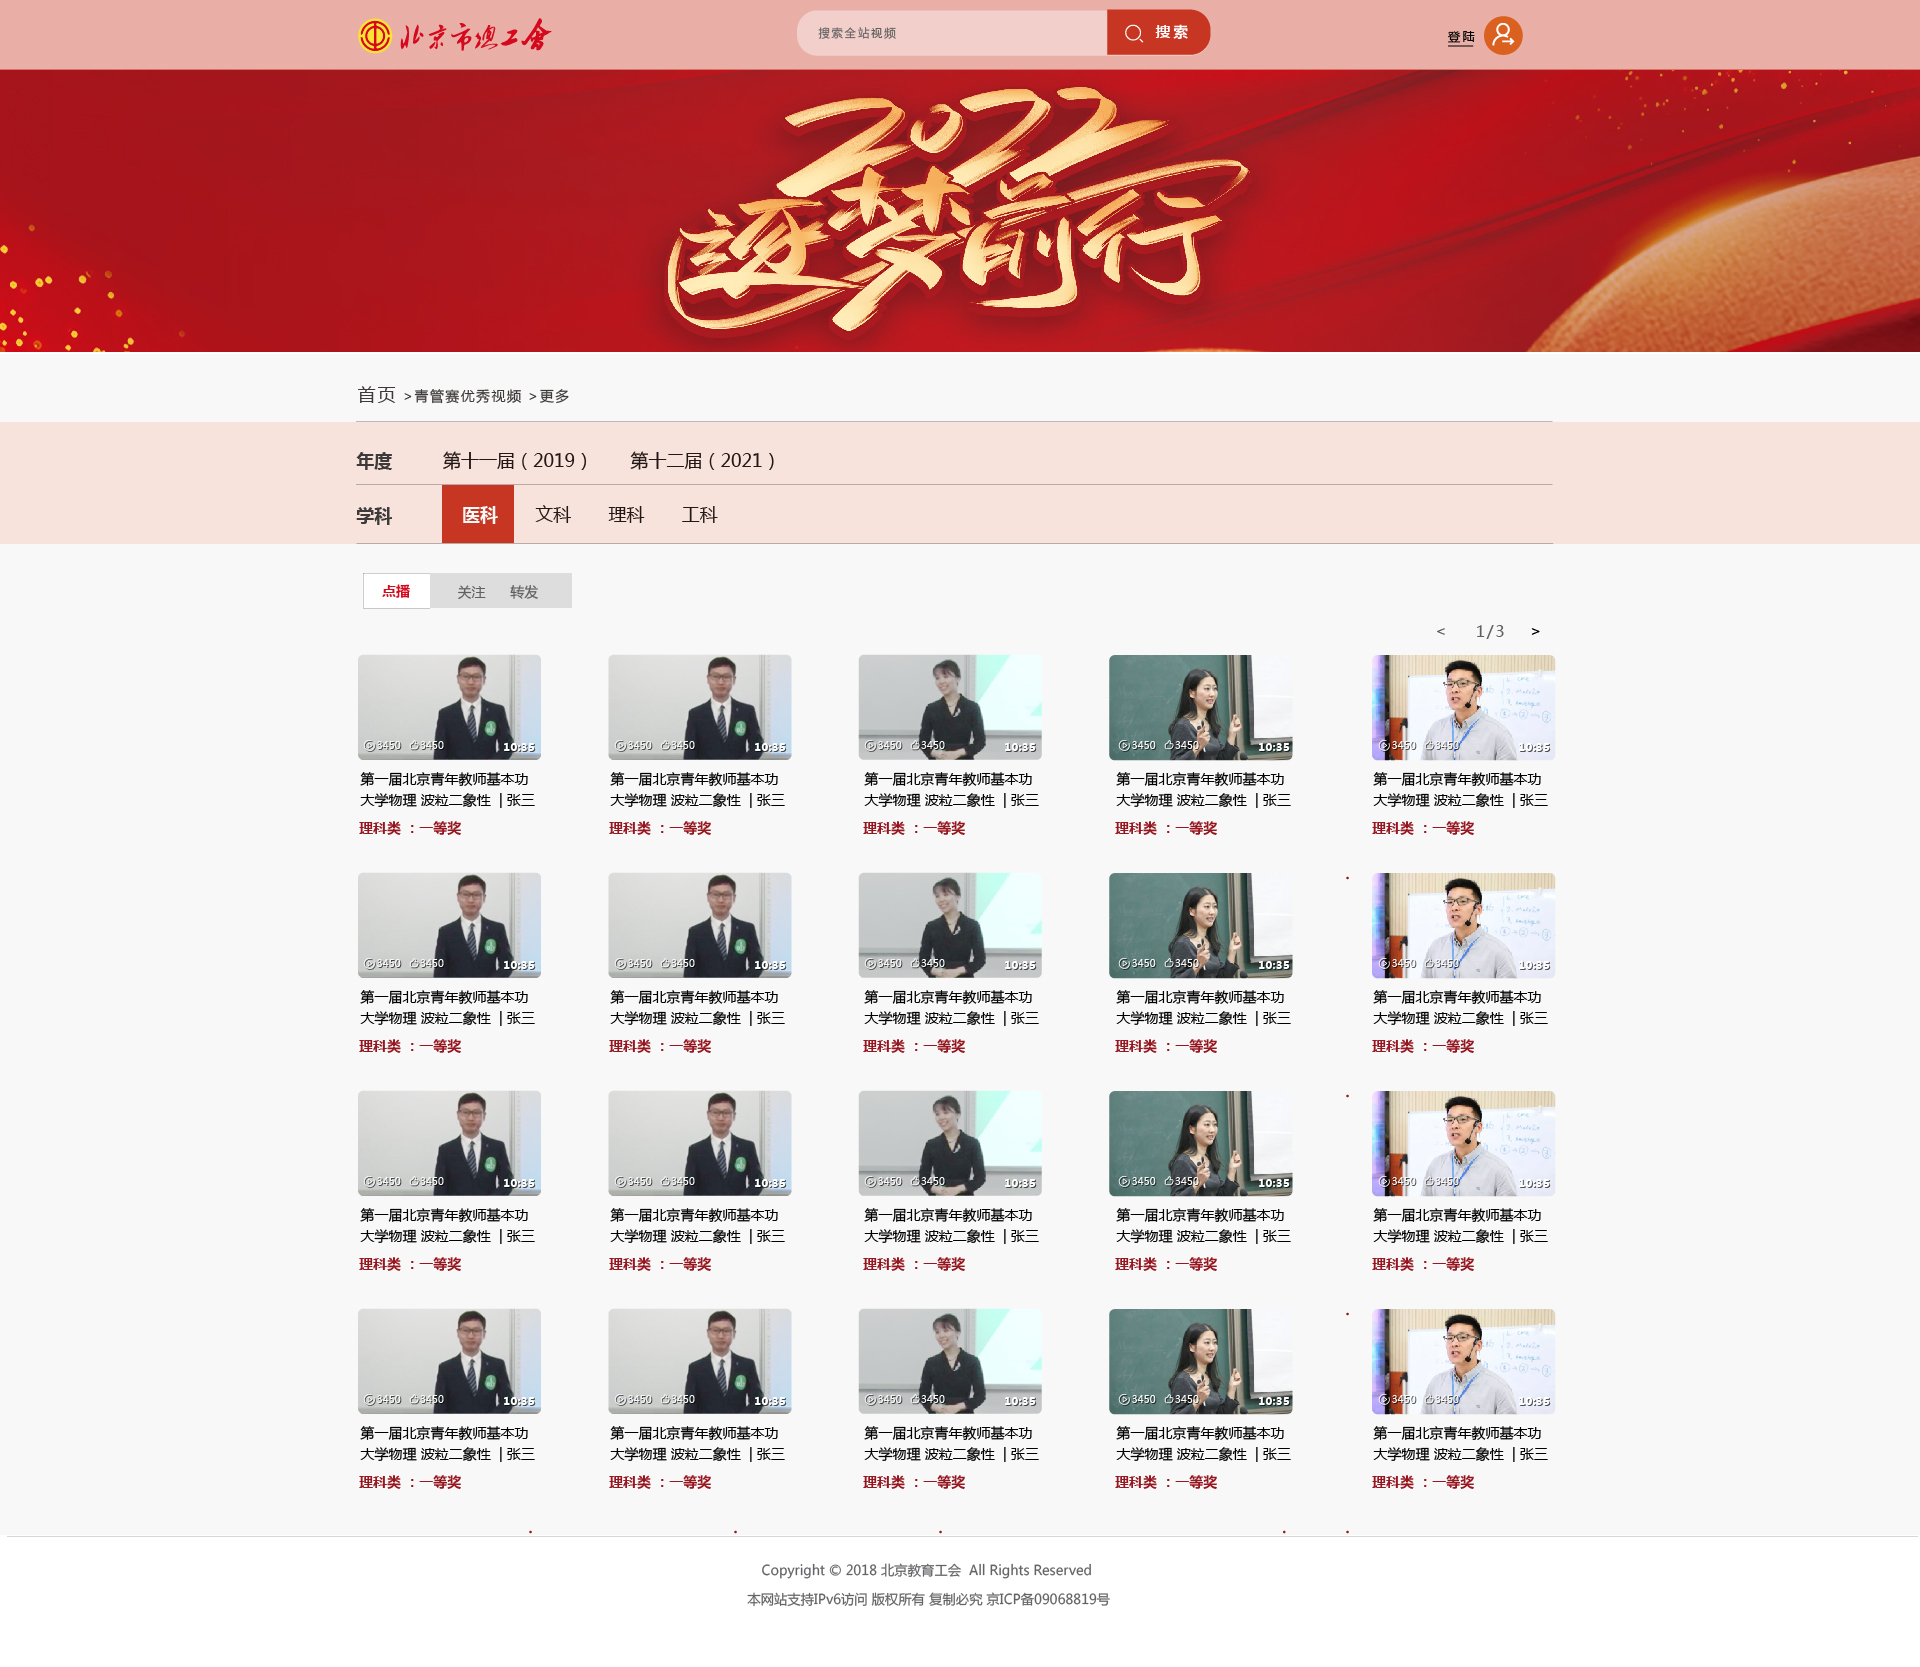 北京市总工會
搜索全站视频
搜索
登陆
2022
逐梦前行
首页 >青管赛优秀视频 >更多
年度 第十一届（2019） 第十二届（2021）
学科 医科 文科 理科 工科
点播 关注 转发
< 1/3 >
3450 3450 10:35 3450 3450 10:35 3450 3450 10:35 3450 3450 10:35 3450 3450 10:35
第一届北京青年教师基本功 第一届北京青年教师基本功 第一届北京青年教师基本功 第一届北京青年教师基本功 第一届北京青年教师基本功
大学物理 波粒二象性 | 张三 大学物理 波粒二象性 | 张三 大学物理 波粒二象性 | 张三 大学物理 波粒二象性 | 张三 大学物理 波粒二象性 | 张三
理科类 ：一等奖 理科类 ：一等奖 理科类 ：一等奖 理科类 ：一等奖 理科类 ：一等奖
3450 3450 10:35 3450 3450 10:35 3450 3450 10:35 3450 3450 10:35 3450 3450 10:35
第一届北京青年教师基本功 第一届北京青年教师基本功 第一届北京青年教师基本功 第一届北京青年教师基本功 第一届北京青年教师基本功
大学物理 波粒二象性 | 张三 大学物理 波粒二象性 | 张三 大学物理 波粒二象性 | 张三 大学物理 波粒二象性 | 张三 大学物理 波粒二象性 | 张三
理科类 ：一等奖 理科类 ：一等奖 理科类 ：一等奖 理科类 ：一等奖 理科类 ：一等奖
3450 3450 10:35 3450 3450 10:35 3450 3450 10:35 3450 3450 10:35 3450 3450 10:35
第一届北京青年教师基本功 第一届北京青年教师基本功 第一届北京青年教师基本功 第一届北京青年教师基本功 第一届北京青年教师基本功
大学物理 波粒二象性 | 张三 大学物理 波粒二象性 | 张三 大学物理 波粒二象性 | 张三 大学物理 波粒二象性 | 张三 大学物理 波粒二象性 | 张三
理科类 ：一等奖 理科类 ：一等奖 理科类 ：一等奖 理科类 ：一等奖 理科类 ：一等奖
3450 3450 10:35 3450 3450 10:35 3450 3450 10:35 3450 3450 10:35 3450 3450 10:35
第一届北京青年教师基本功 第一届北京青年教师基本功 第一届北京青年教师基本功 第一届北京青年教师基本功 第一届北京青年教师基本功
大学物理 波粒二象性 | 张三 大学物理 波粒二象性 | 张三 大学物理 波粒二象性 | 张三 大学物理 波粒二象性 | 张三 大学物理 波粒二象性 | 张三
理科类 ：一等奖 理科类 ：一等奖 理科类 ：一等奖 理科类 ：一等奖 理科类 ：一等奖
Copyright © 2018 北京教育工会 All Rights Reserved
本网站支持IPv6访问 版权所有 复制必究 京ICP备09068819号